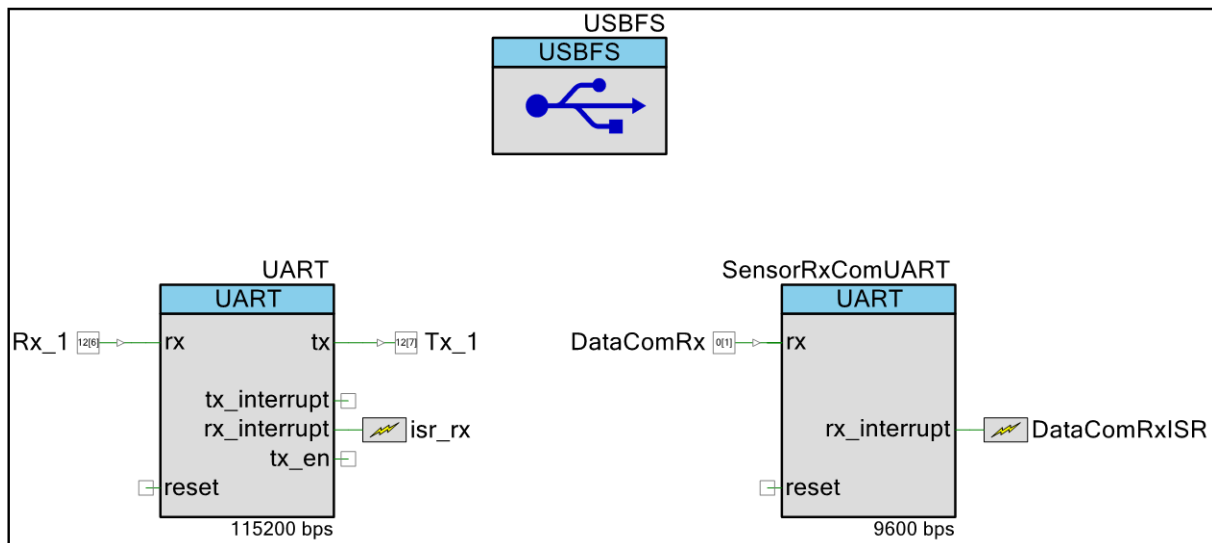 USBFS
USBFS
UART
UART
Rx_1 12[6] rx tx 12[7] Tx_1
tx_interrupt
rx_interrupt isr_rx
tx_en
reset
115200 bps
SensorRxComUART
UART
DataComRx 0[1] rx
rx_interrupt DataComRxISR
reset
9600 bps